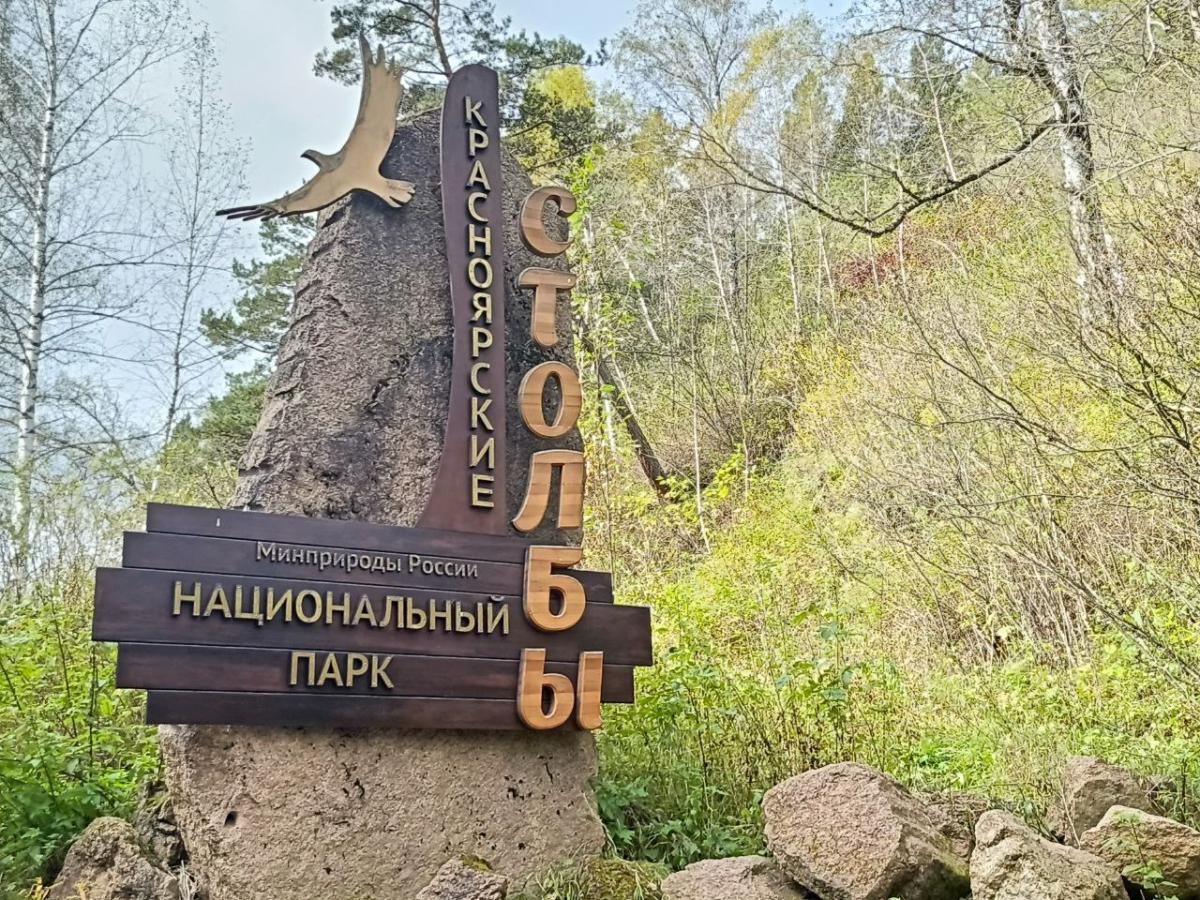 КРАСНОЯРСКИЕ
СТОЛБЫ
Минприроды России
НАЦИОНАЛЬНЫЙ
ПАРК